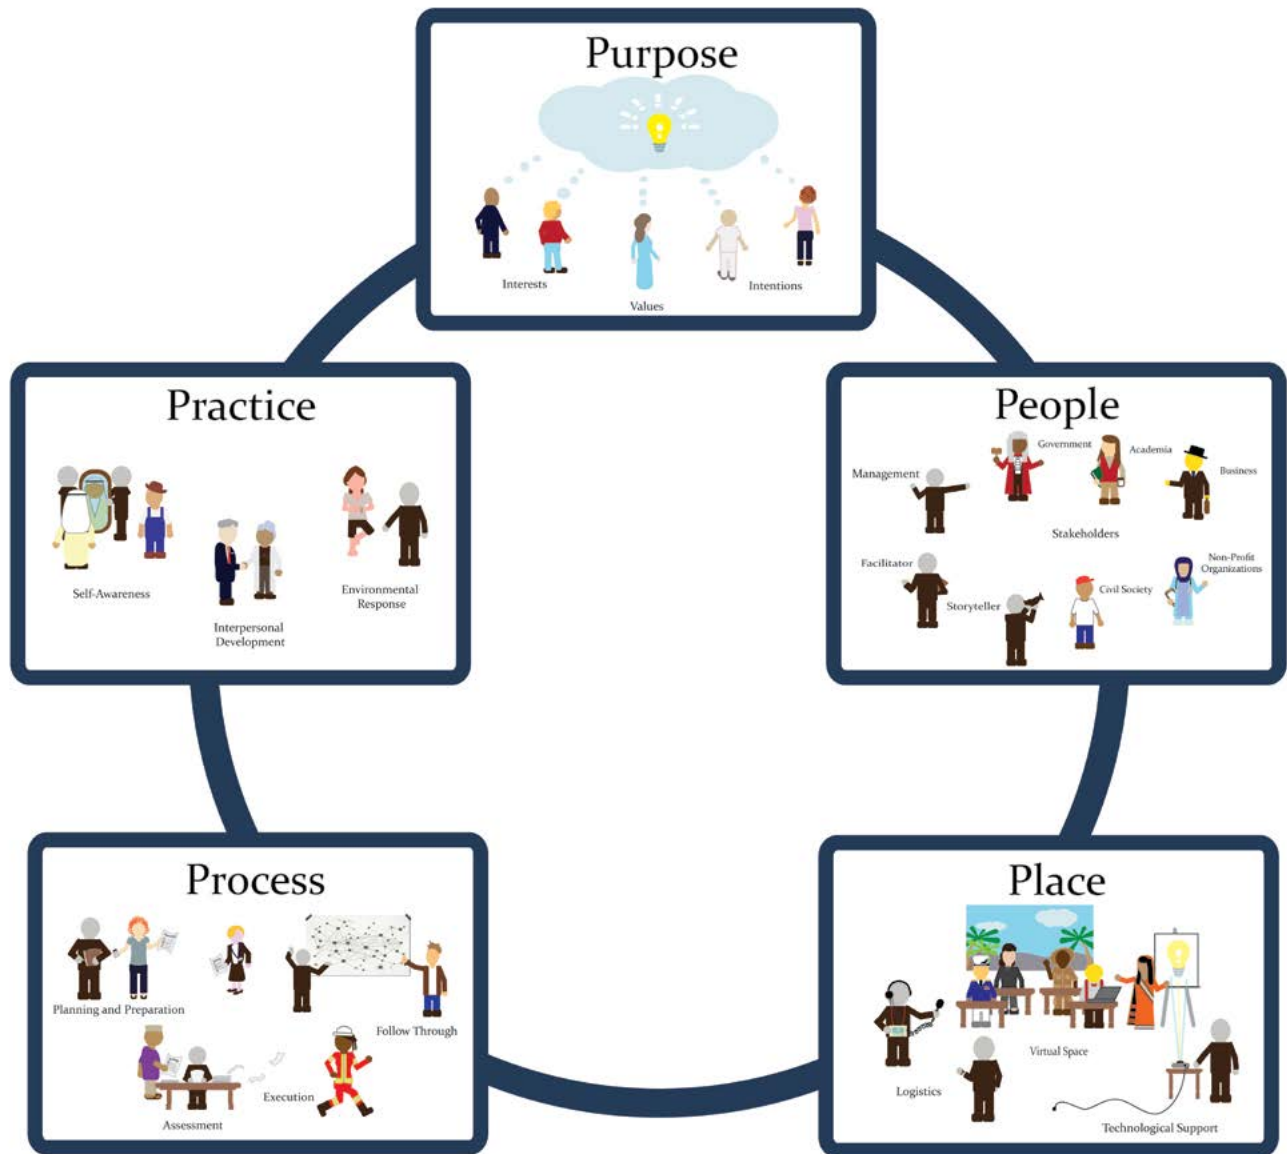 Purpose
Interests
Values
Intentions
People
Management
Government
Academia
Business
Stakeholders
Facilitator
Storyteller
Civil Society
Non-Profit
Organizations
Place
Logistics
Virtual Space
Technological Support
Process
Planning and Preparation
Follow Through
Execution
Assessment
Practice
Self-Awareness
Interpersonal
Development
Environmental
Response